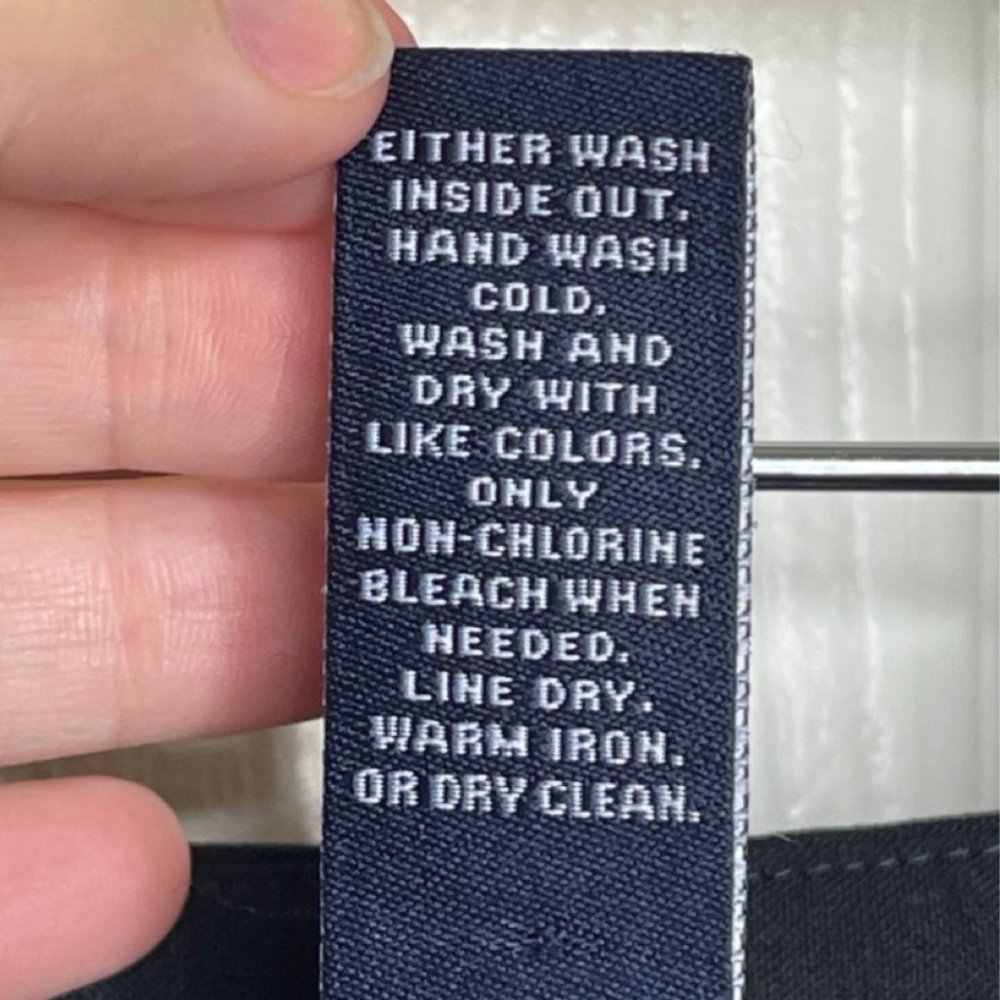 EITHER WASH
INSIDE OUT.
HAND WASH
COLD.
WASH AND
DRY WITH
LIKE COLORS.
ONLY
NON-CHLORINE
BLEACH WHEN
NEEDED.
LINE DRY.
WARM IRON.
OR DRY CLEAN.